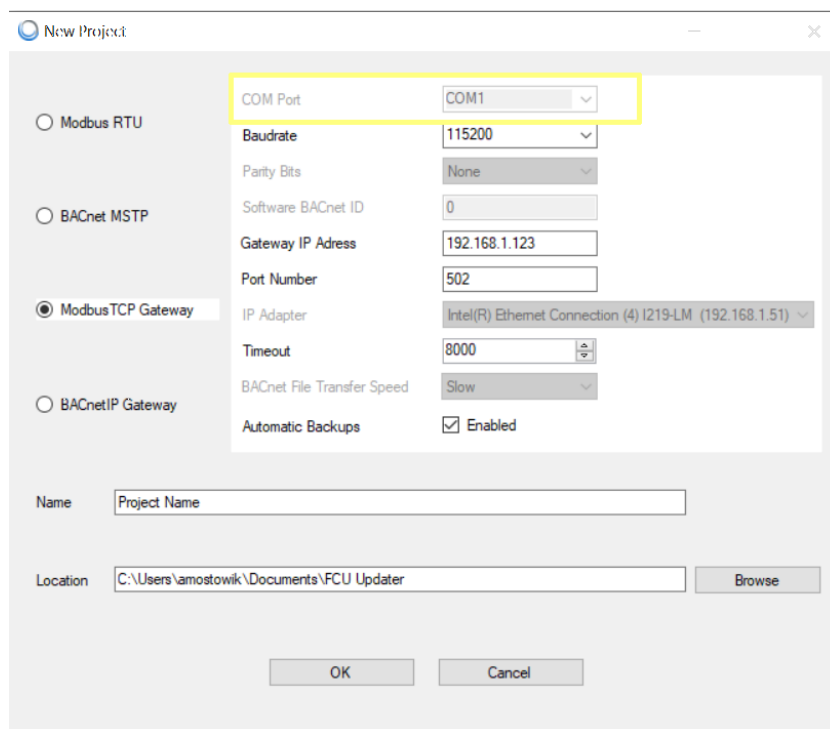 New Project
COM Port COM1
Modbus RTU
Baudrate 115200
Parity Bits None
BACnet MSTP
Software BACnet ID 0
Gateway IP Adress 192.168.1.123
Port Number 502
ModbusTCP Gateway
IP Adapter Intel(R) Ethernet Connection (4) I219-LM (192.168.1.51)
Timeout 8000
BACnet File Transfer Speed Slow
BACnetIP Gateway
Automatic Backups Enabled
Name Project Name
Location C:\Users\amostowik\Documents\FCU Updater Browse
OK Cancel